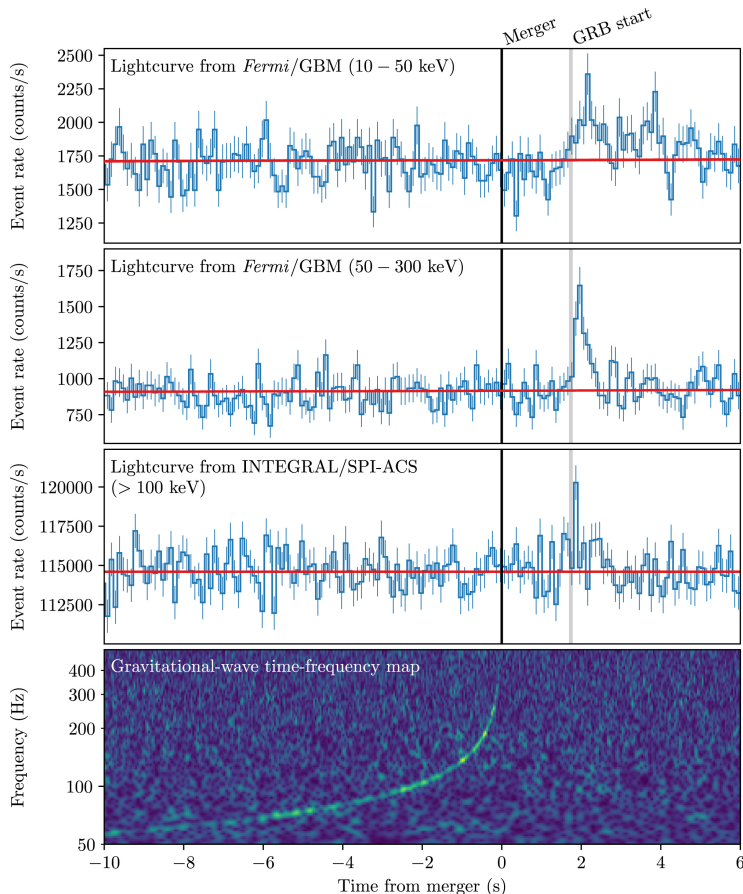 Merger
GRB start
Lightcurve from Fermi/GBM (10 − 50 keV)
Event rate (counts/s)
2500
2250
2000
1750
1500
1250
Lightcurve from Fermi/GBM (50 − 300 keV)
Event rate (counts/s)
1750
1500
1250
1000
750
Lightcurve from INTEGRAL/SPI-ACS
(> 100 keV)
Event rate (counts/s)
120000
117500
115000
112500
Gravitational-wave time-frequency map
Frequency (Hz)
400
300
200
100
50
−10 −8 −6 −4 −2 0 2 4 6
Time from merger (s)